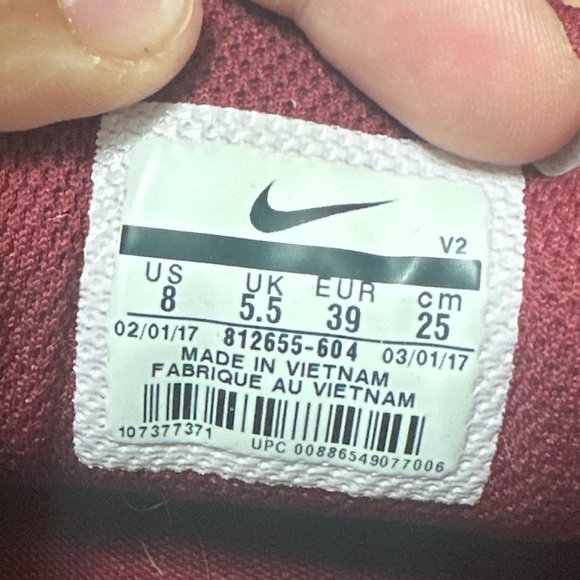 V2
US UK EUR cm
8 5.5 39 25
02/01/17 812655-604 03/01/17
MADE IN VIETNAM
FABRIQUE AU VIETNAM
107377371 UPC 00886549077006